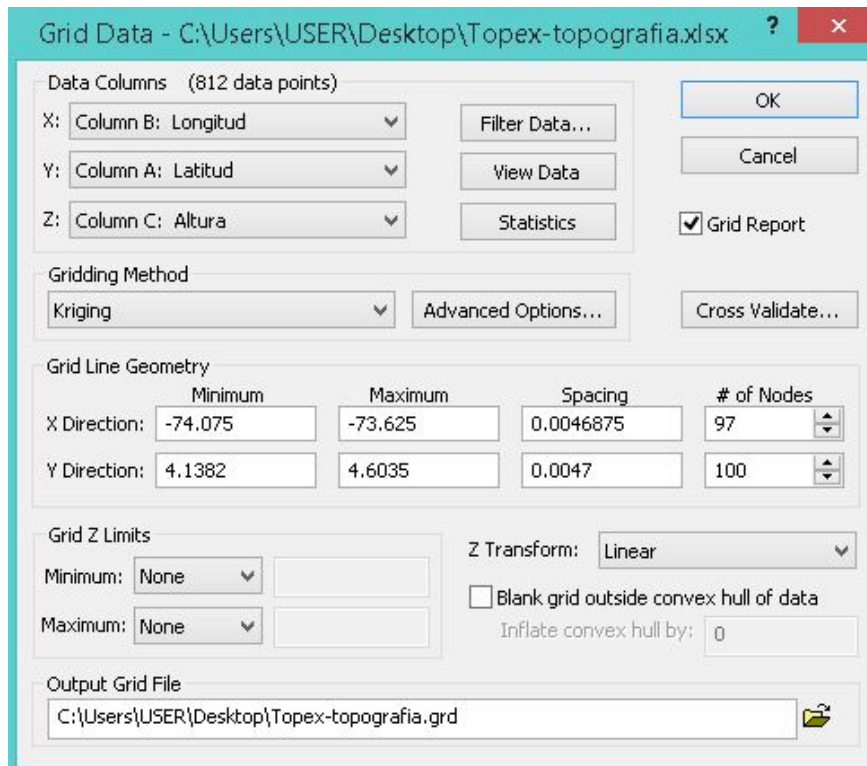 Grid Data - C:\Users\USER\Desktop\Topex-topografia.xlsx ?
Data Columns (812 data points)
X: Column B: Longitud
Filter Data...
OK
Y: Column A: Latitud
View Data
Cancel
Z: Column C: Altura
Statistics
Grid Report
Gridding Method
Kriging
Advanced Options...
Cross Validate...
Grid Line Geometry
Minimum Maximum Spacing # of Nodes
X Direction: -74.075 -73.625 0.0046875 97
Y Direction: 4.1382 4.6035 0.0047 100
Grid Z Limits
Minimum: None
Maximum: None
Z Transform: Linear
Blank grid outside convex hull of data
Inflate convex hull by: 0
Output Grid File
C:\Users\USER\Desktop\Topex-topografia.grd